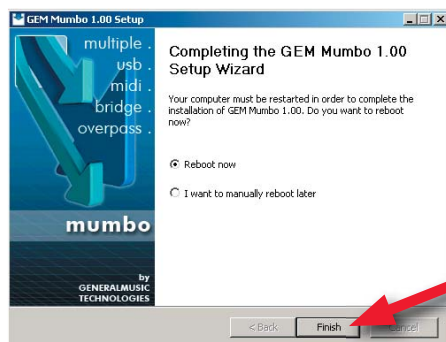 GEM Mumbo 1.00 Setup
multiple .
usb .
midi .
bridge .
overpass .
mumbo
by
GENERALMUSIC
TECHNOLOGIES
Completing the GEM Mumbo 1.00
Setup Wizard
Your computer must be restarted in order to complete the
installation of GEM Mumbo 1.00. Do you want to reboot
now?
Reboot now
I want to manually reboot later
< Back
Finish
Cancel